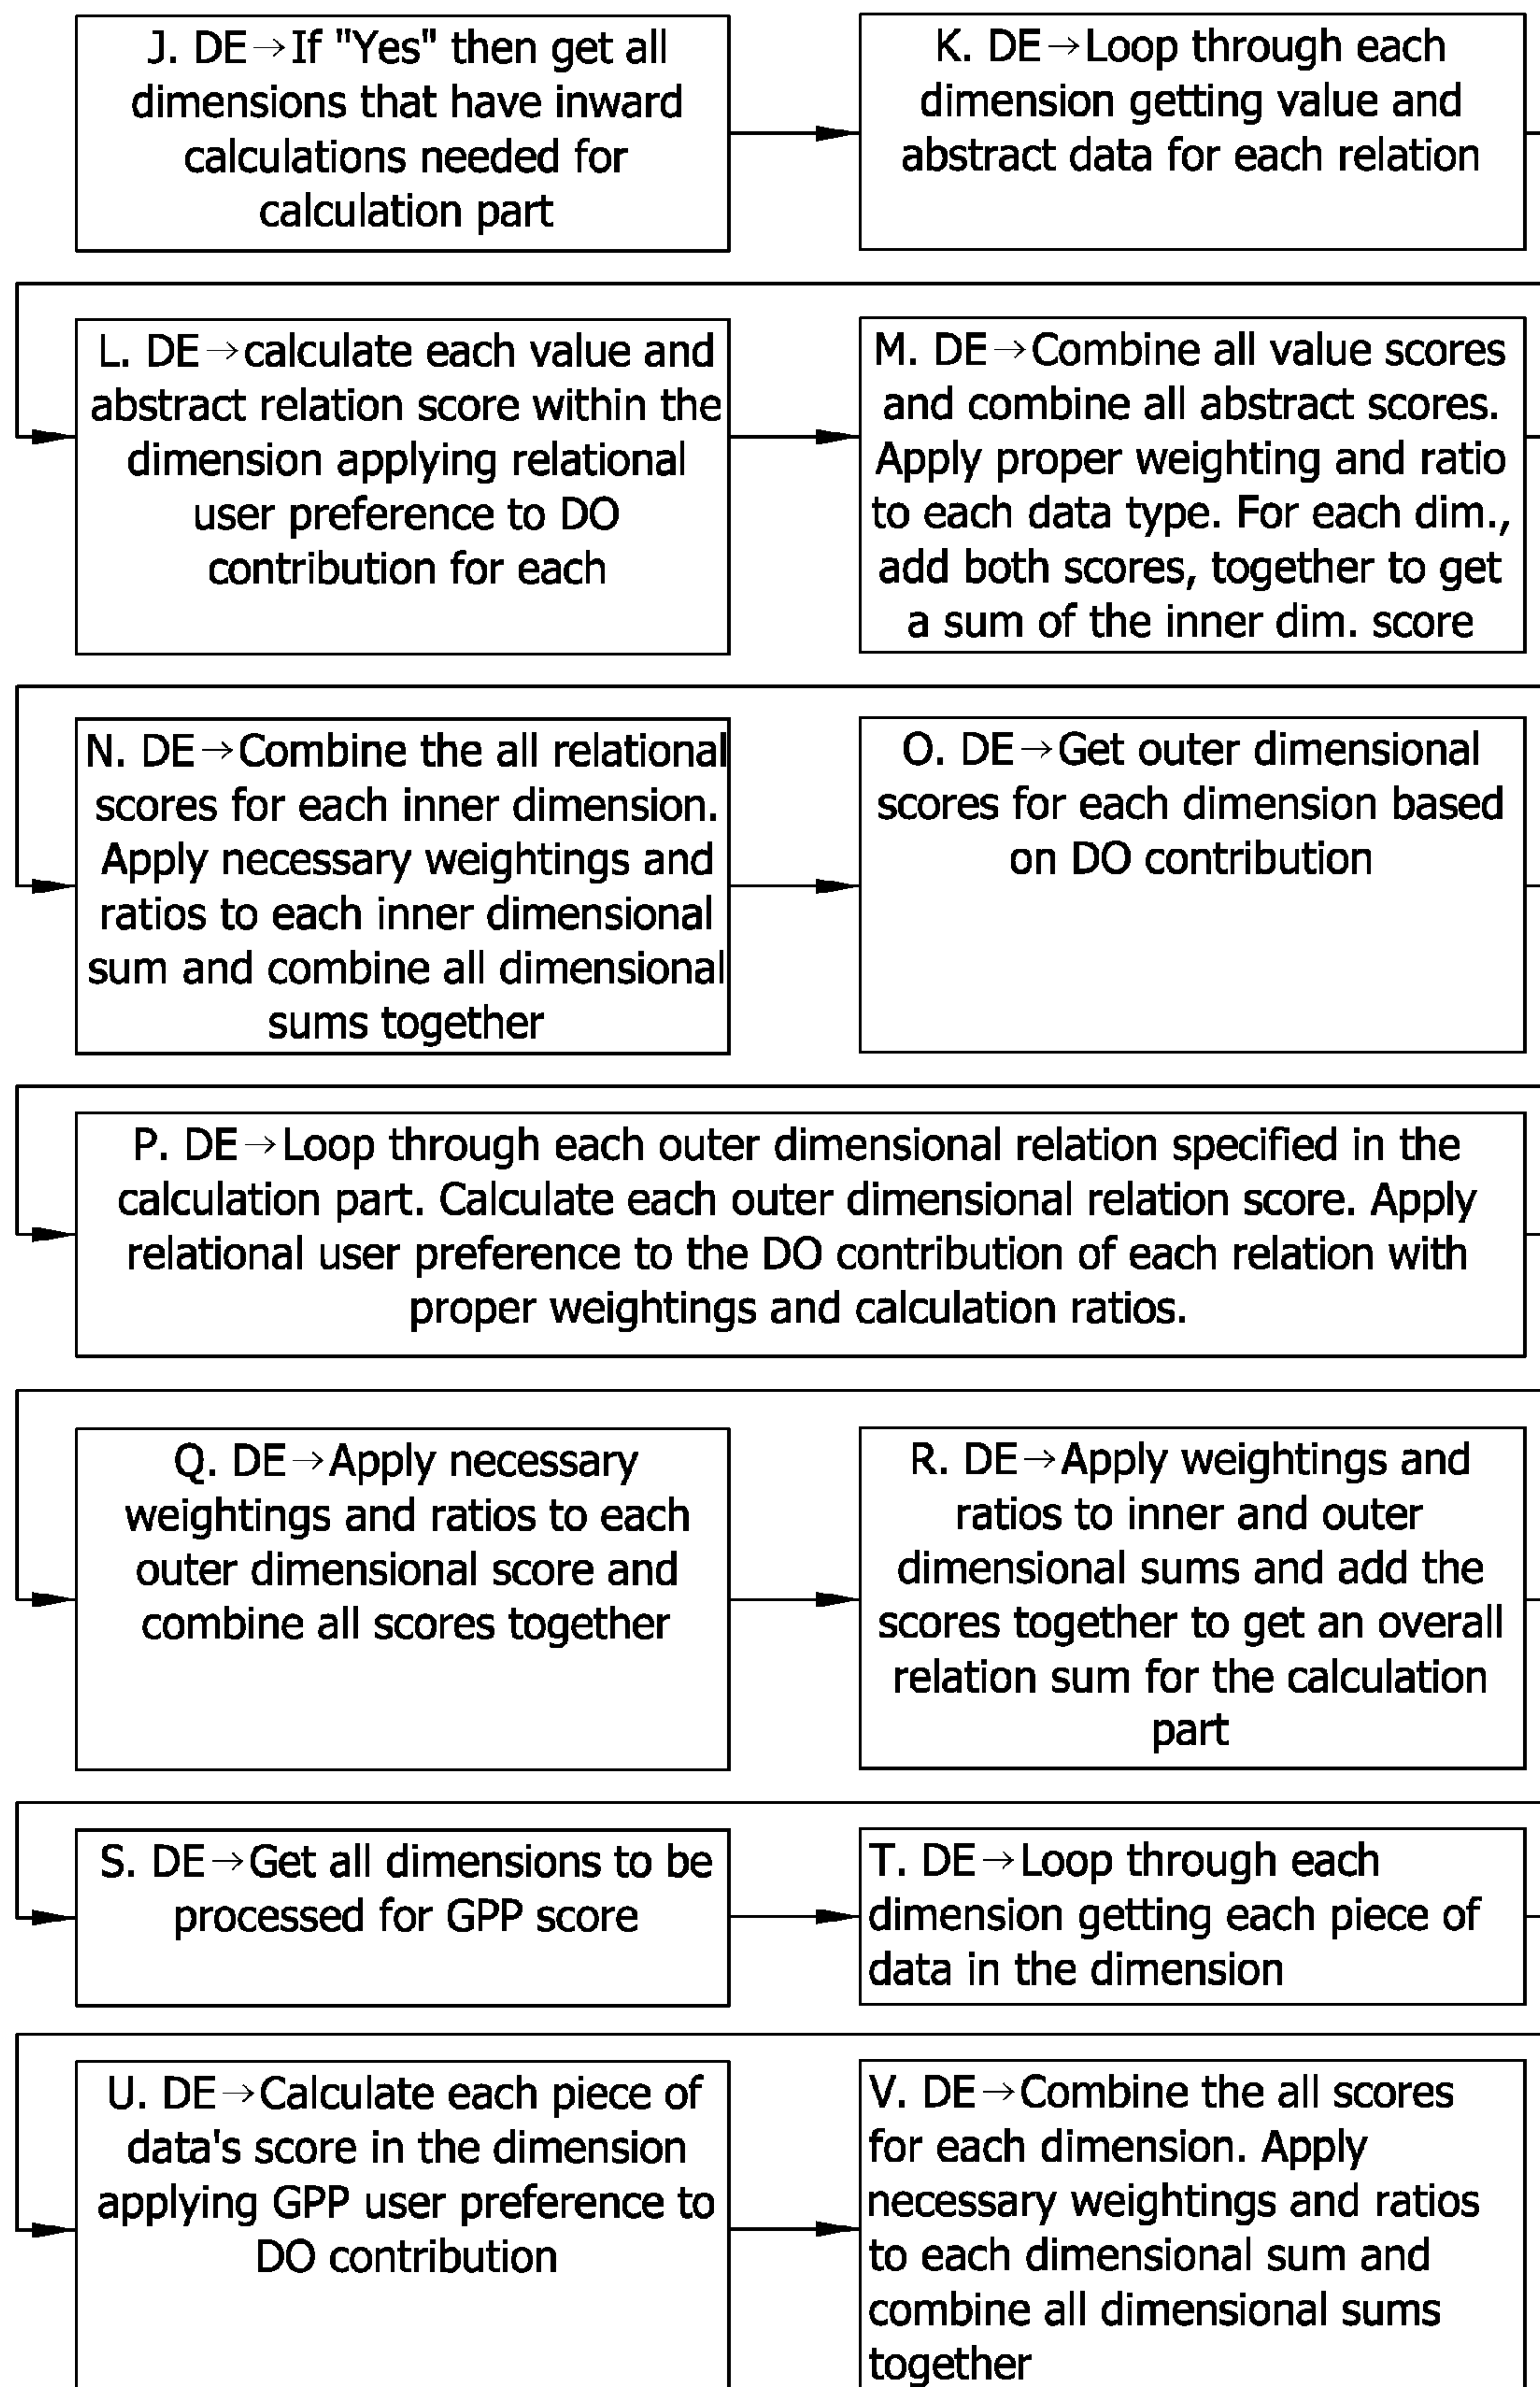 J. DE→If "Yes" then get all
dimensions that have inward
calculations needed for
calculation part
K. DE→Loop through each
dimension getting value and
abstract data for each relation
L. DE→calculate each value and
abstract relation score within the
dimension applying relational
user preference to DO
contribution for each
M. DE→Combine all value scores
and combine all abstract scores.
Apply proper weighting and ratio
to each data type. For each dim.,
add both scores, together to get
a sum of the inner dim. score
N. DE→Combine the all relational
scores for each inner dimension.
Apply necessary weightings and
ratios to each inner dimensional
sum and combine all dimensional
sums together
O. DE→Get outer dimensional
scores for each dimension based
on DO contribution
P. DE→Loop through each outer dimensional relation specified in the
calculation part. Calculate each outer dimensional relation score. Apply
relational user preference to the DO contribution of each relation with
proper weightings and calculation ratios.
Q. DE→Apply necessary
weightings and ratios to each
outer dimensional score and
combine all scores together
R. DE→Apply weightings and
ratios to inner and outer
dimensional sums and add the
scores together to get an overall
relation sum for the calculation
part
S. DE→Get all dimensions to be
processed for GPP score
T. DE→Loop through each
dimension getting each piece of
data in the dimension
U. DE→Calculate each piece of
data's score in the dimension
applying GPP user preference to
DO contribution
V. DE→Combine the all scores
for each dimension. Apply
necessary weightings and ratios
to each dimensional sum and
combine all dimensional sums
together